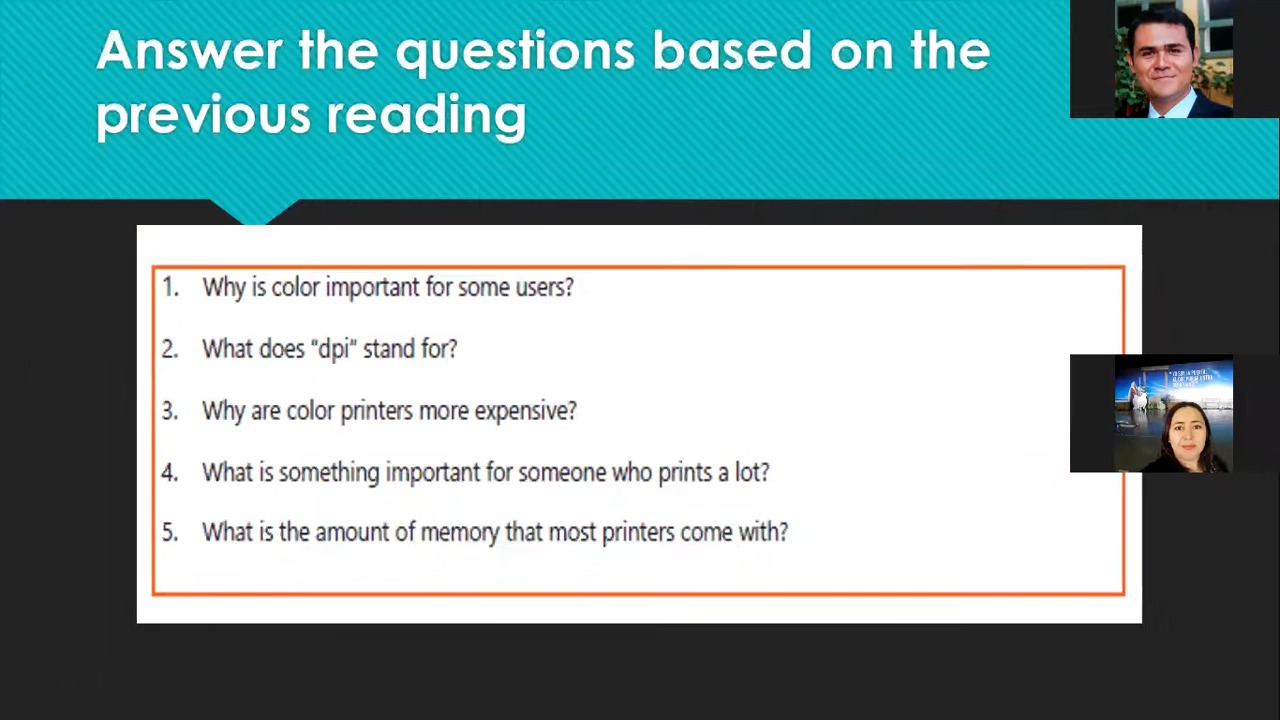 Answer the questions based on the
previous reading
1. Why is color important for some users?
2. What does “dpi” stand for?
3. Why are color printers more expensive?
4. What is something important for someone who prints a lot?
5. What is the amount of memory that most printers come with?